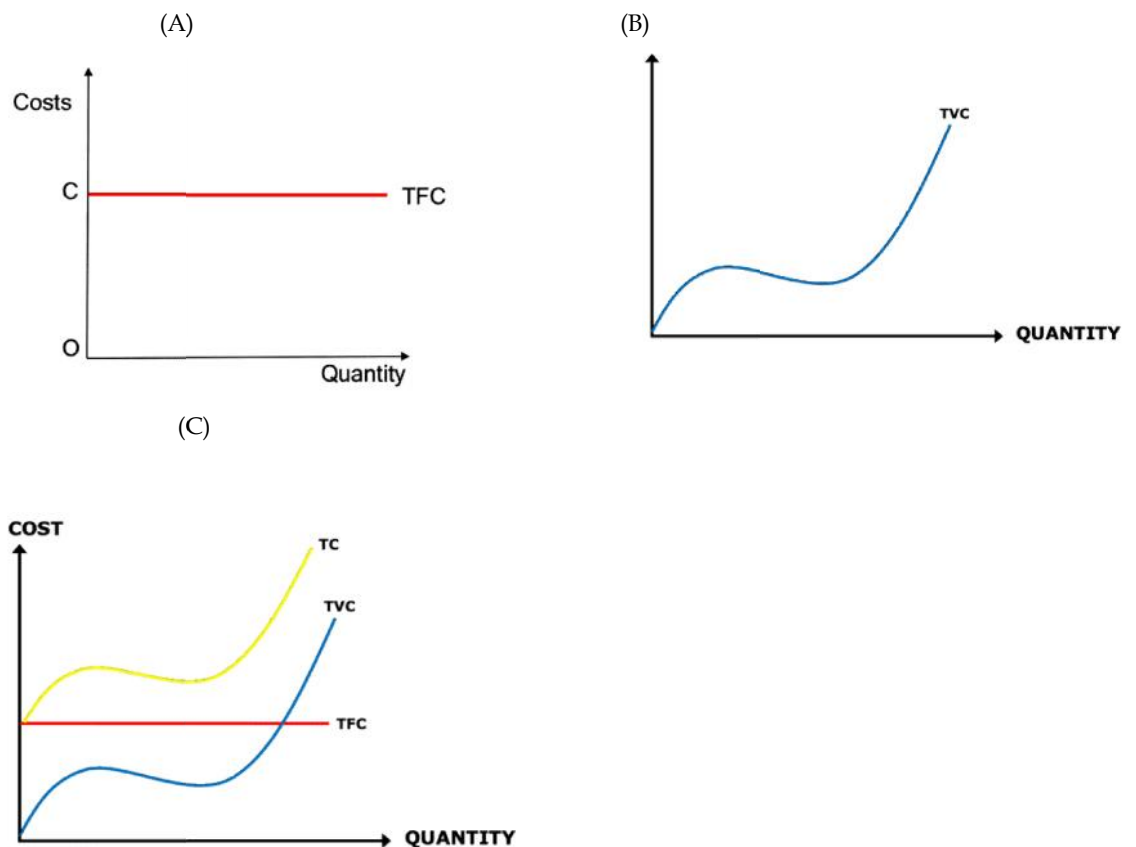 (A)
Costs
C
TFC
O
Quantity
(B)
TVC
QUANTITY
(C)
COST
TC
TVC
TFC
QUANTITY